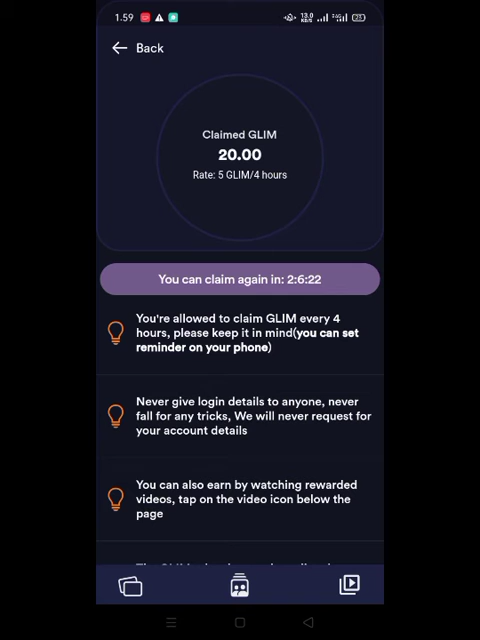 1.59
13.0
KB/S
23
Back
Claimed GLIM
20.00
Rate: 5 GLIM/4 hours
You can claim again in: 2:6:22
You're allowed to claim GLIM every 4
hours, please keep it in mind(you can set
reminder on your phone)
Never give login details to anyone, never
fall for any tricks, We will never request for
your account details
You can also earn by watching rewarded
videos, tap on the video icon below the
page